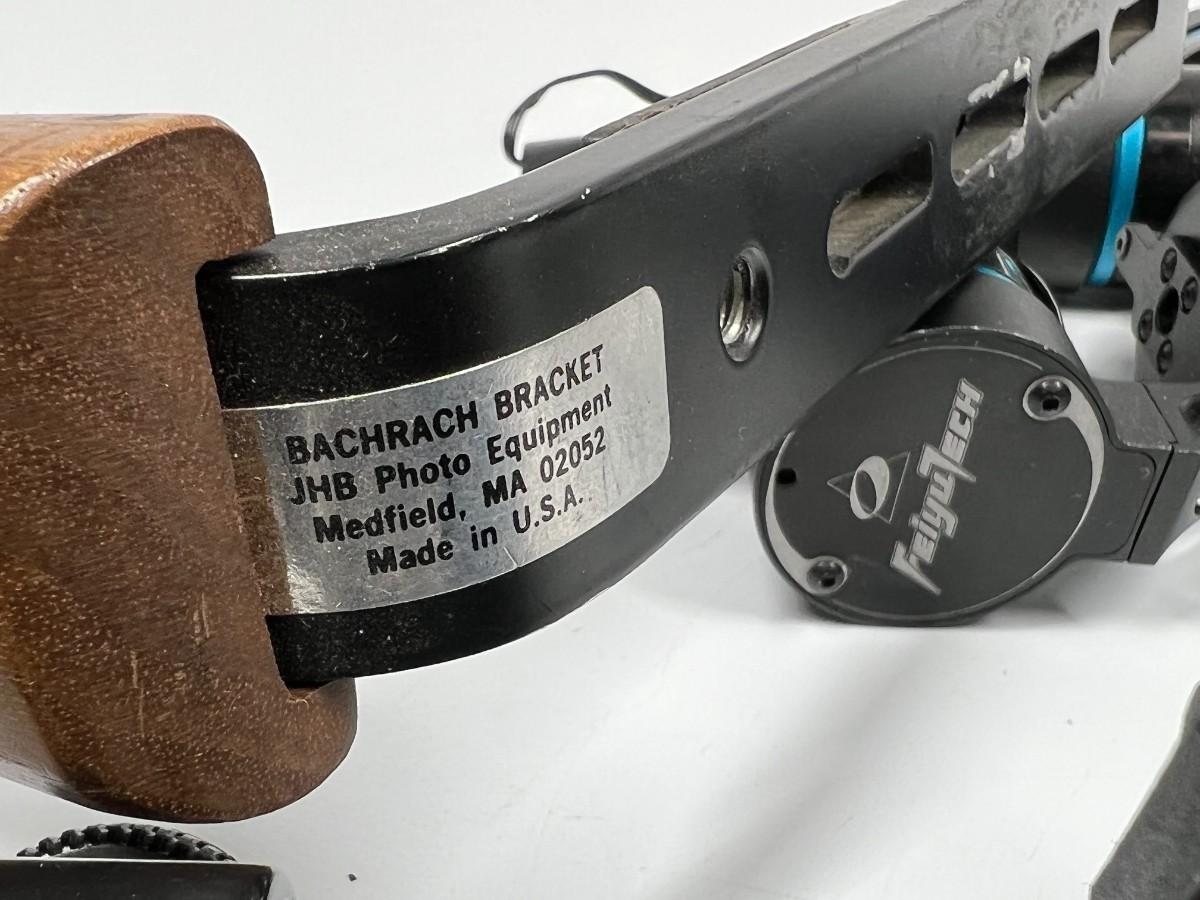 BACHRACH BRACKET
JHB Photo Equipment
Medfield, MA 02052
Made in U.S.A.
FeiyuTech